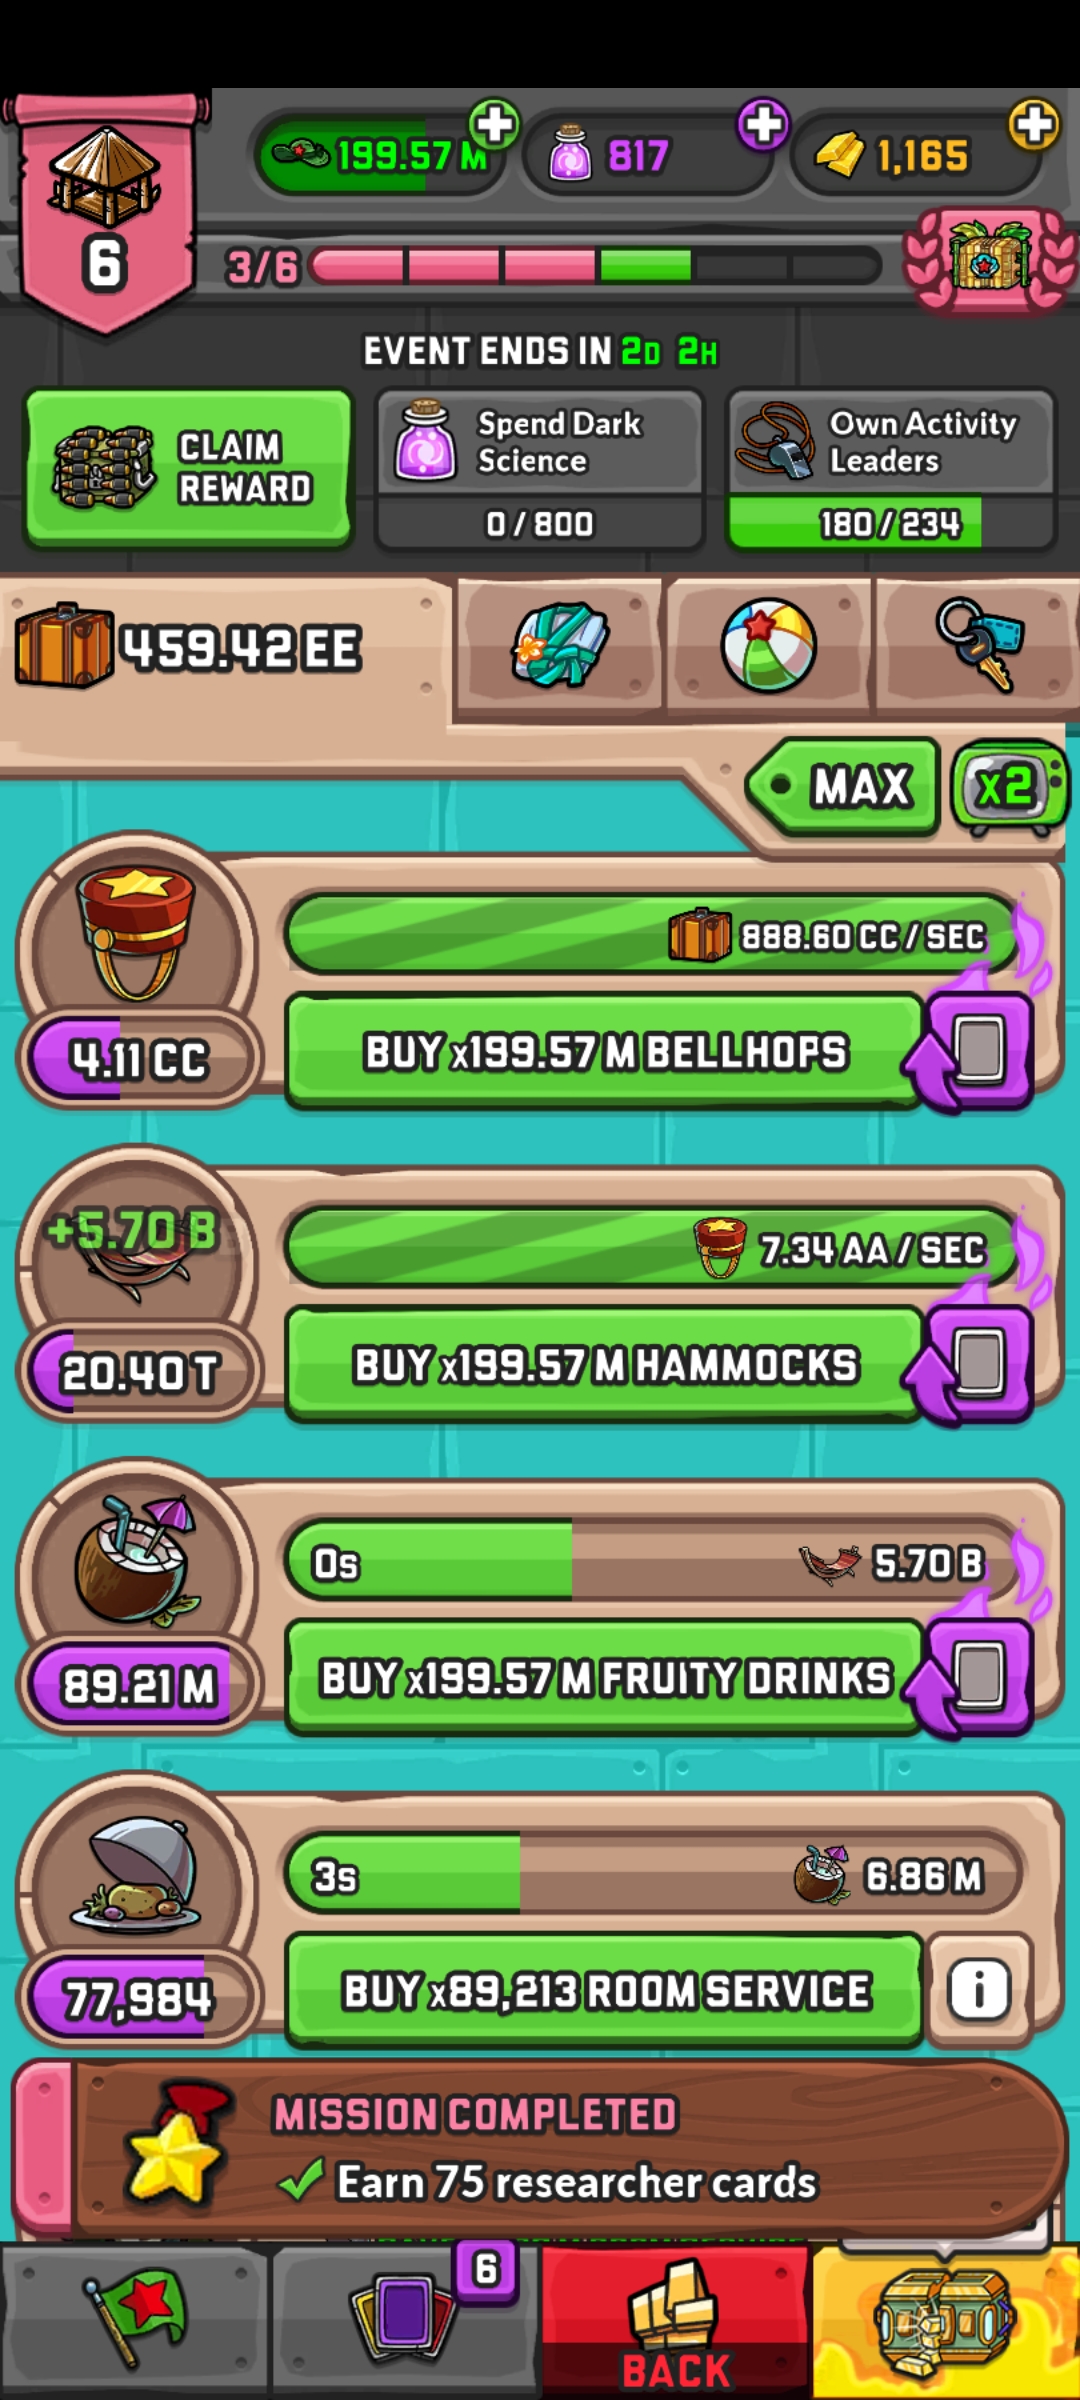 199.57 M
817
1,165
6
3/6
EVENT ENDS IN 2D 2H
CLAIM
REWARD
Spend Dark
Science
0 / 800
Own Activity
Leaders
180 / 234
459.42 EE
MAX
x2
888.60 CC / SEC
4.11 CC
BUY x199.57 M BELLHOPS
+5.70 B
7.34 AA / SEC
20.40 T
BUY x199.57 M HAMMOCKS
0s
5.70 B
89.21 M
BUY x199.57 M FRUITY DRINKS
3s
6.86 M
77,984
BUY x89,213 ROOM SERVICE
i
MISSION COMPLETED
Earn 75 researcher cards
6
BACK